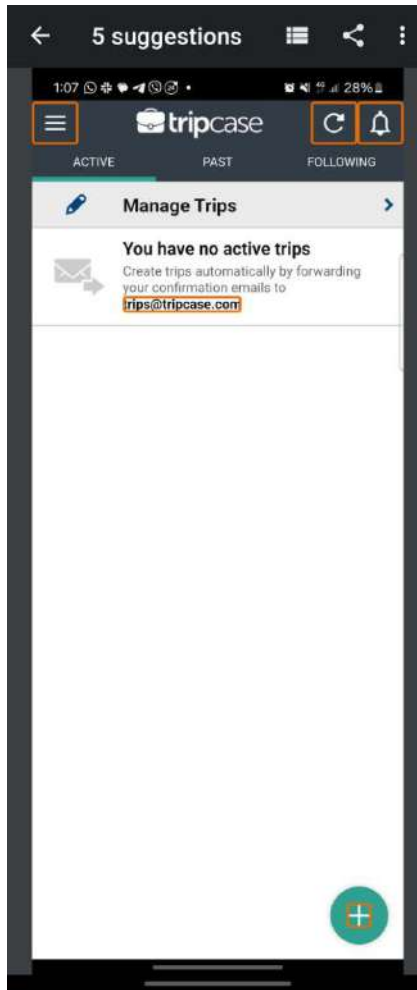 5 suggestions
1:07
28%
tripcase
ACTIVE PAST FOLLOWING
Manage Trips
You have no active trips
Create trips automatically by forwarding
your confirmation emails to
trips@tripcase.com